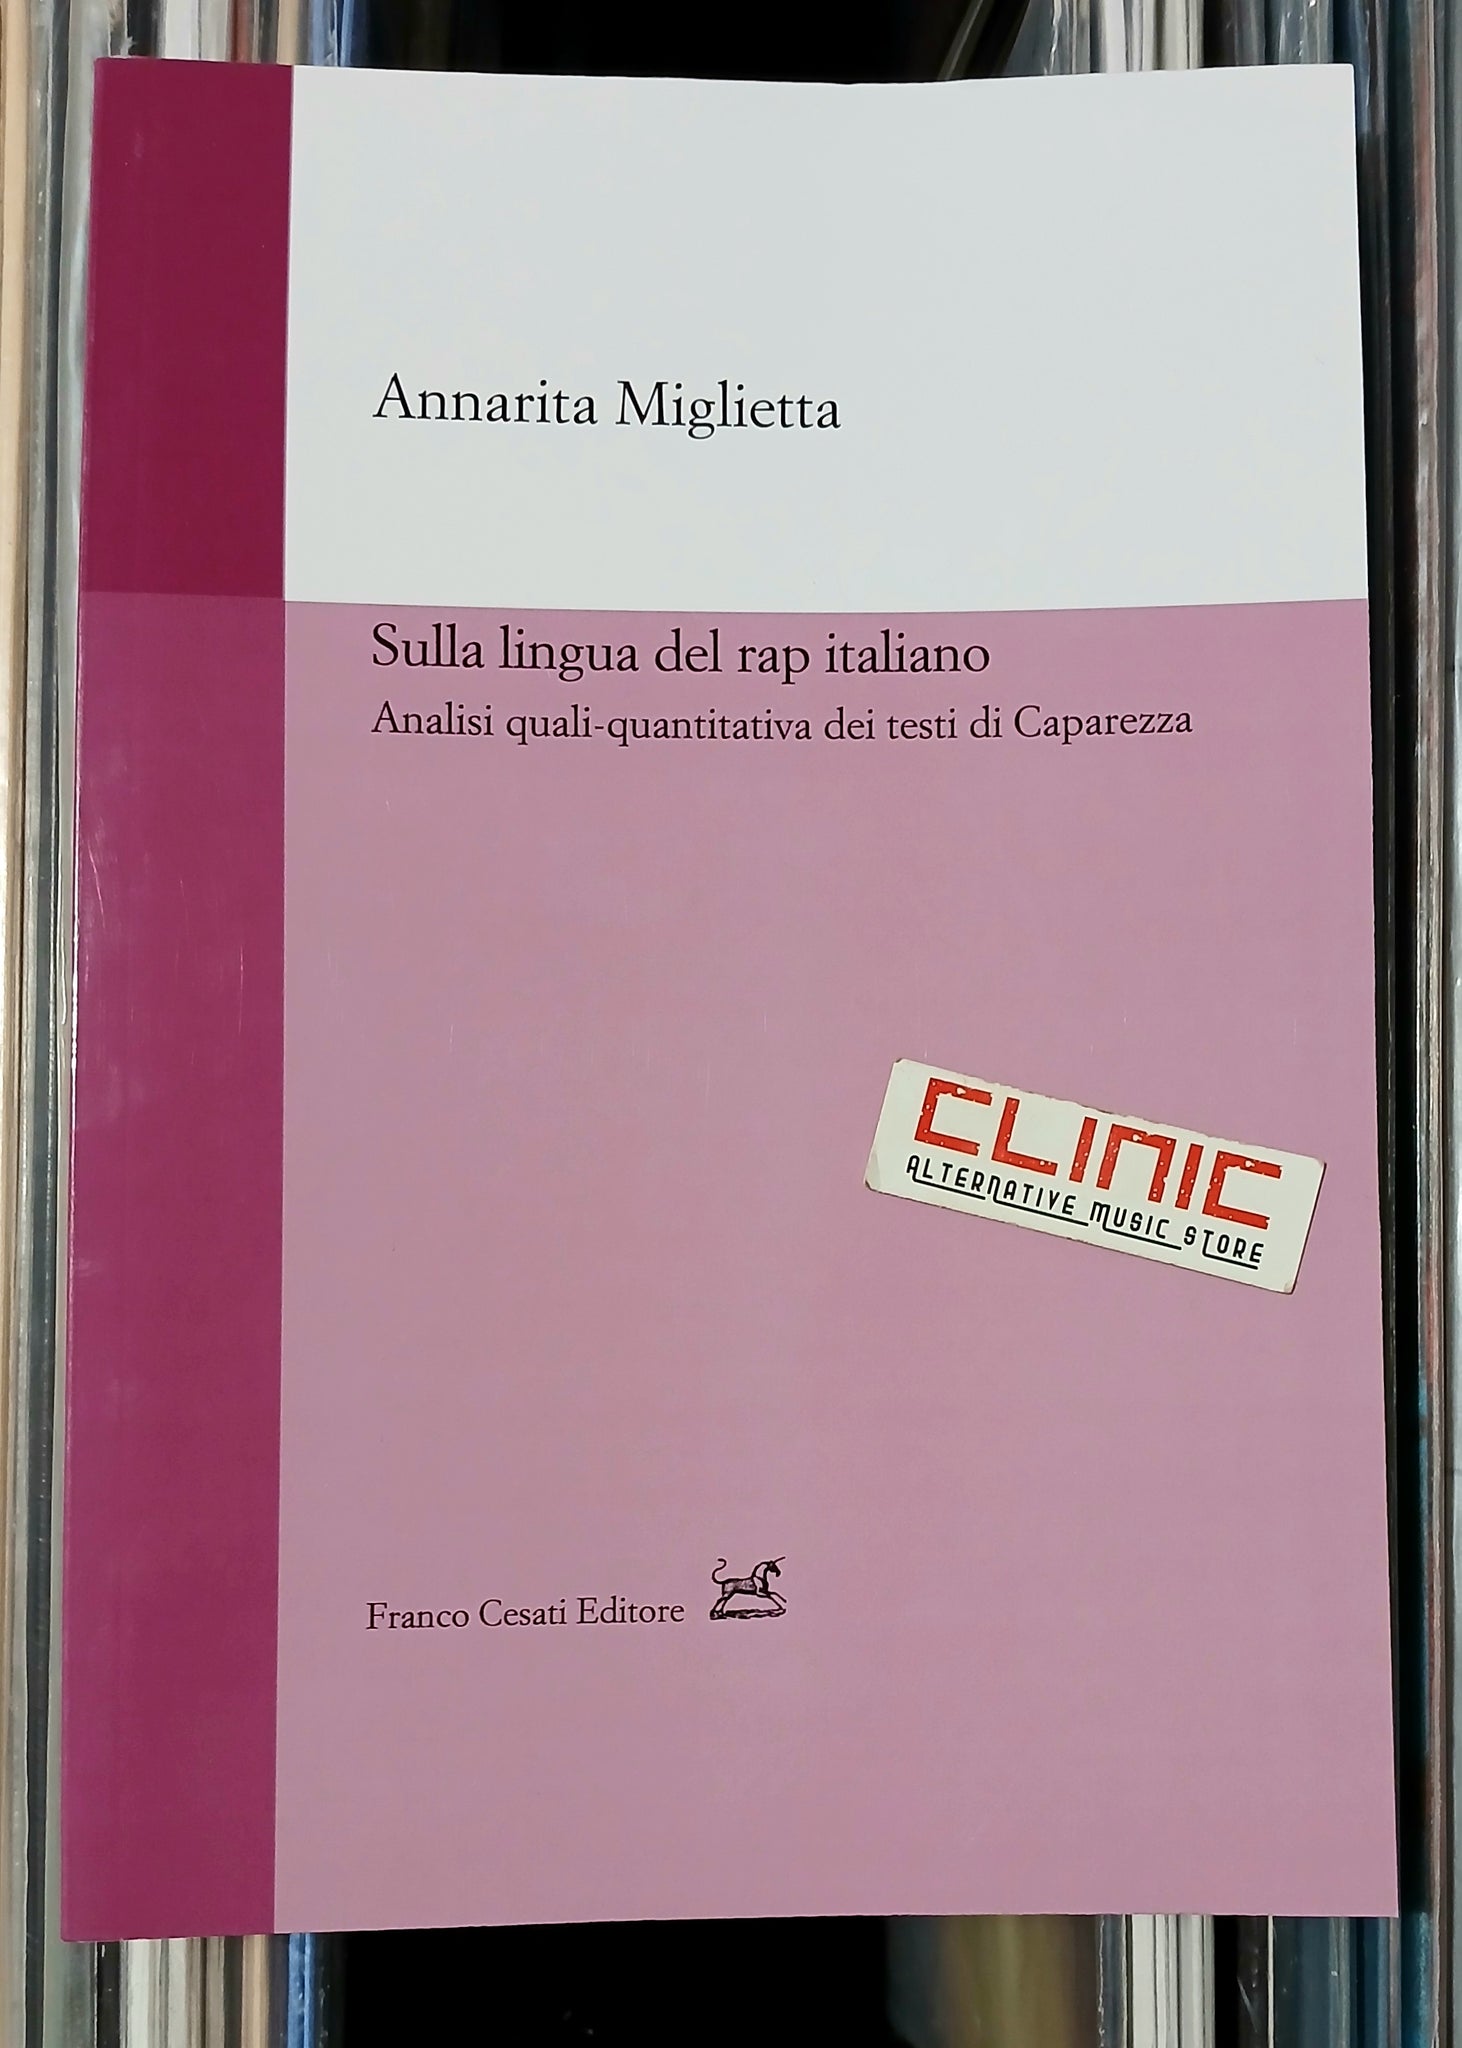 Annarita Miglietta
Sulla lingua del rap italiano
Analisi quali-quantitativa dei testi di Caparezza
CLINIC
ALTERNATIVE MUSIC STORE
Franco Cesati Editore